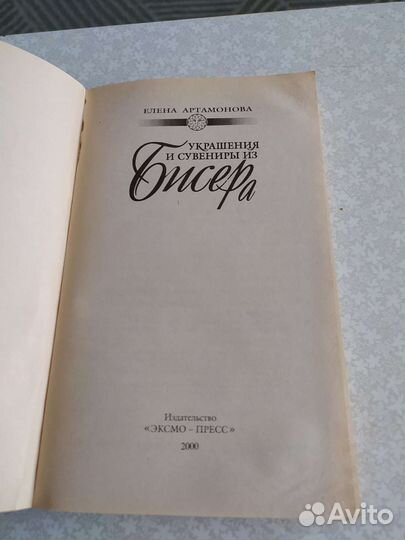 ЕЛЕНА АРТАМОНОВА
УКРАШЕНИЯ
И СУВЕНИРЫ ИЗ
Бисера
Издательство
«ЭКСМО – ПРЕСС»
2000
Avito